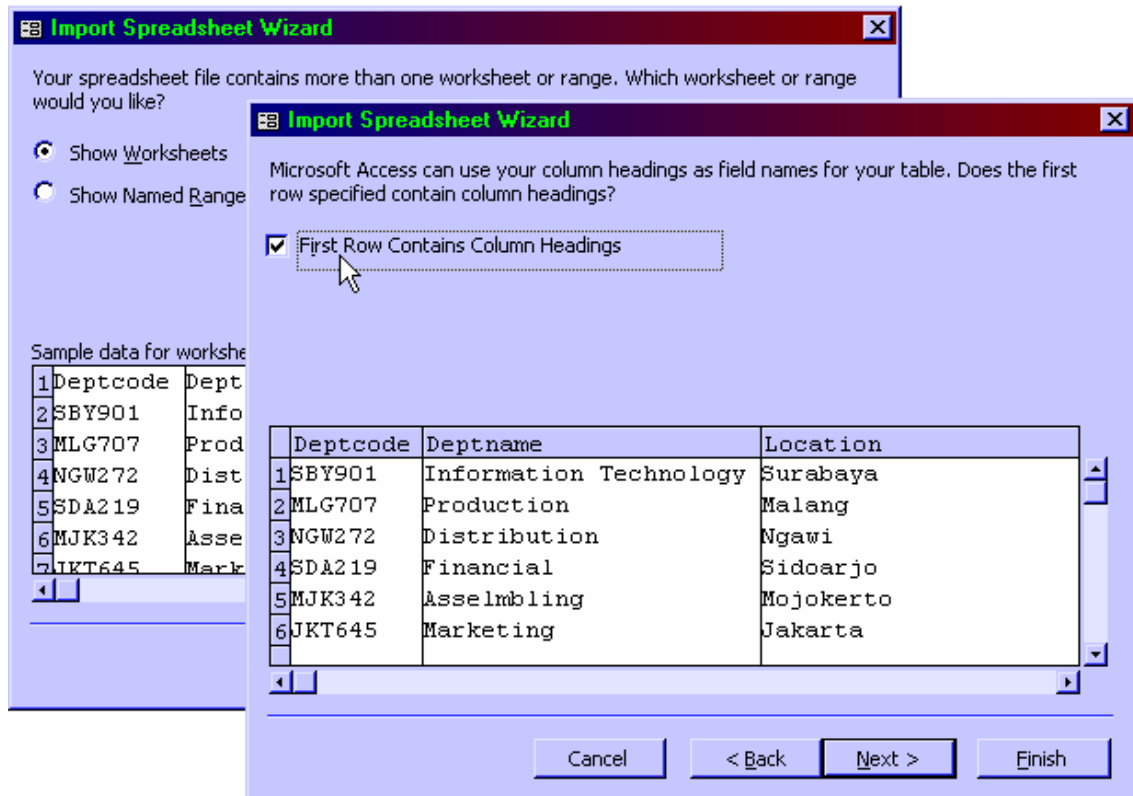 Import Spreadsheet Wizard
Your spreadsheet file contains more than one worksheet or range. Which worksheet or range
would you like?
Show Worksheets
Show Named Range
Sample data for workshe
1 Deptcode Dept
2 SBY901 Info
3 MLG707 Prod
4 NGW272 Dist
5 SDA219 Fina
6 MJK342 Asse
7 JKT645 Mark
Import Spreadsheet Wizard
Microsoft Access can use your column headings as field names for your table. Does the first
row specified contain column headings?
First Row Contains Column Headings
Deptcode Deptname Location
1 SBY901 Information Technology Surabaya
2 MLG707 Production Malang
3 NGW272 Distribution Ngawi
4 SDA219 Financial Sidoarjo
5 MJK342 Asselmbling Mojokerto
6 JKT645 Marketing Jakarta
Cancel < Back Next > Finish